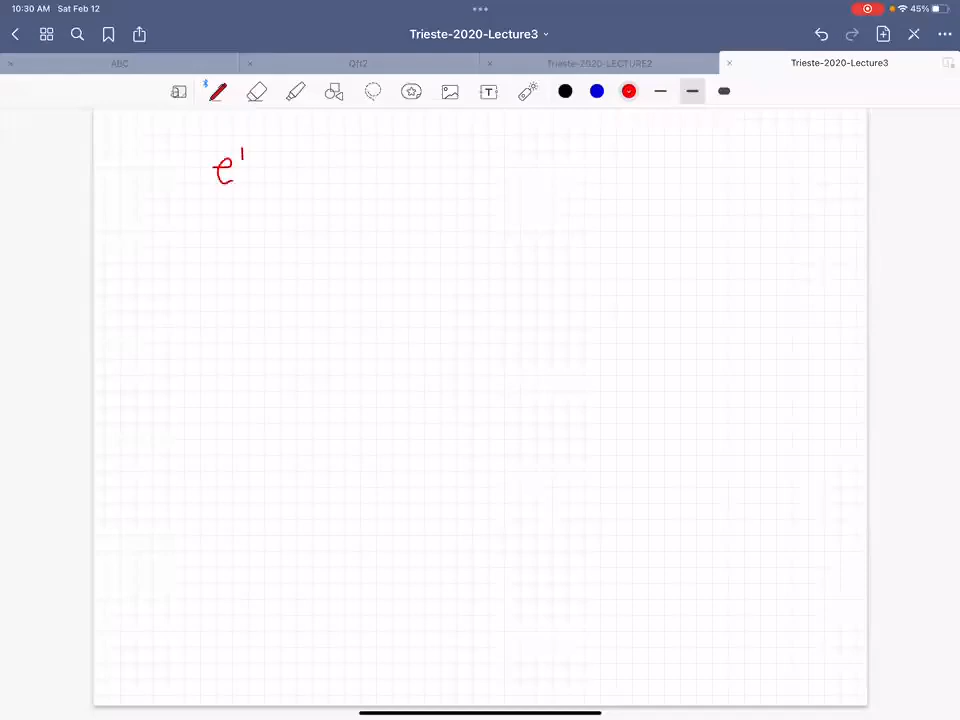 10:30 AM Sat Feb 12 45%
Trieste-2020-Lecture3
ABC Qft2 Trieste-2020-LECTURE2 Trieste-2020-Lecture3
T
e'